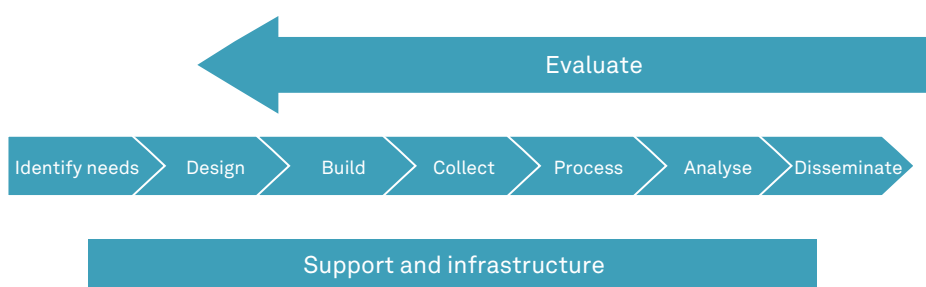 Evaluate
Identify needs
Design
Build
Collect
Process
Analyse
Disseminate
Support and infrastructure